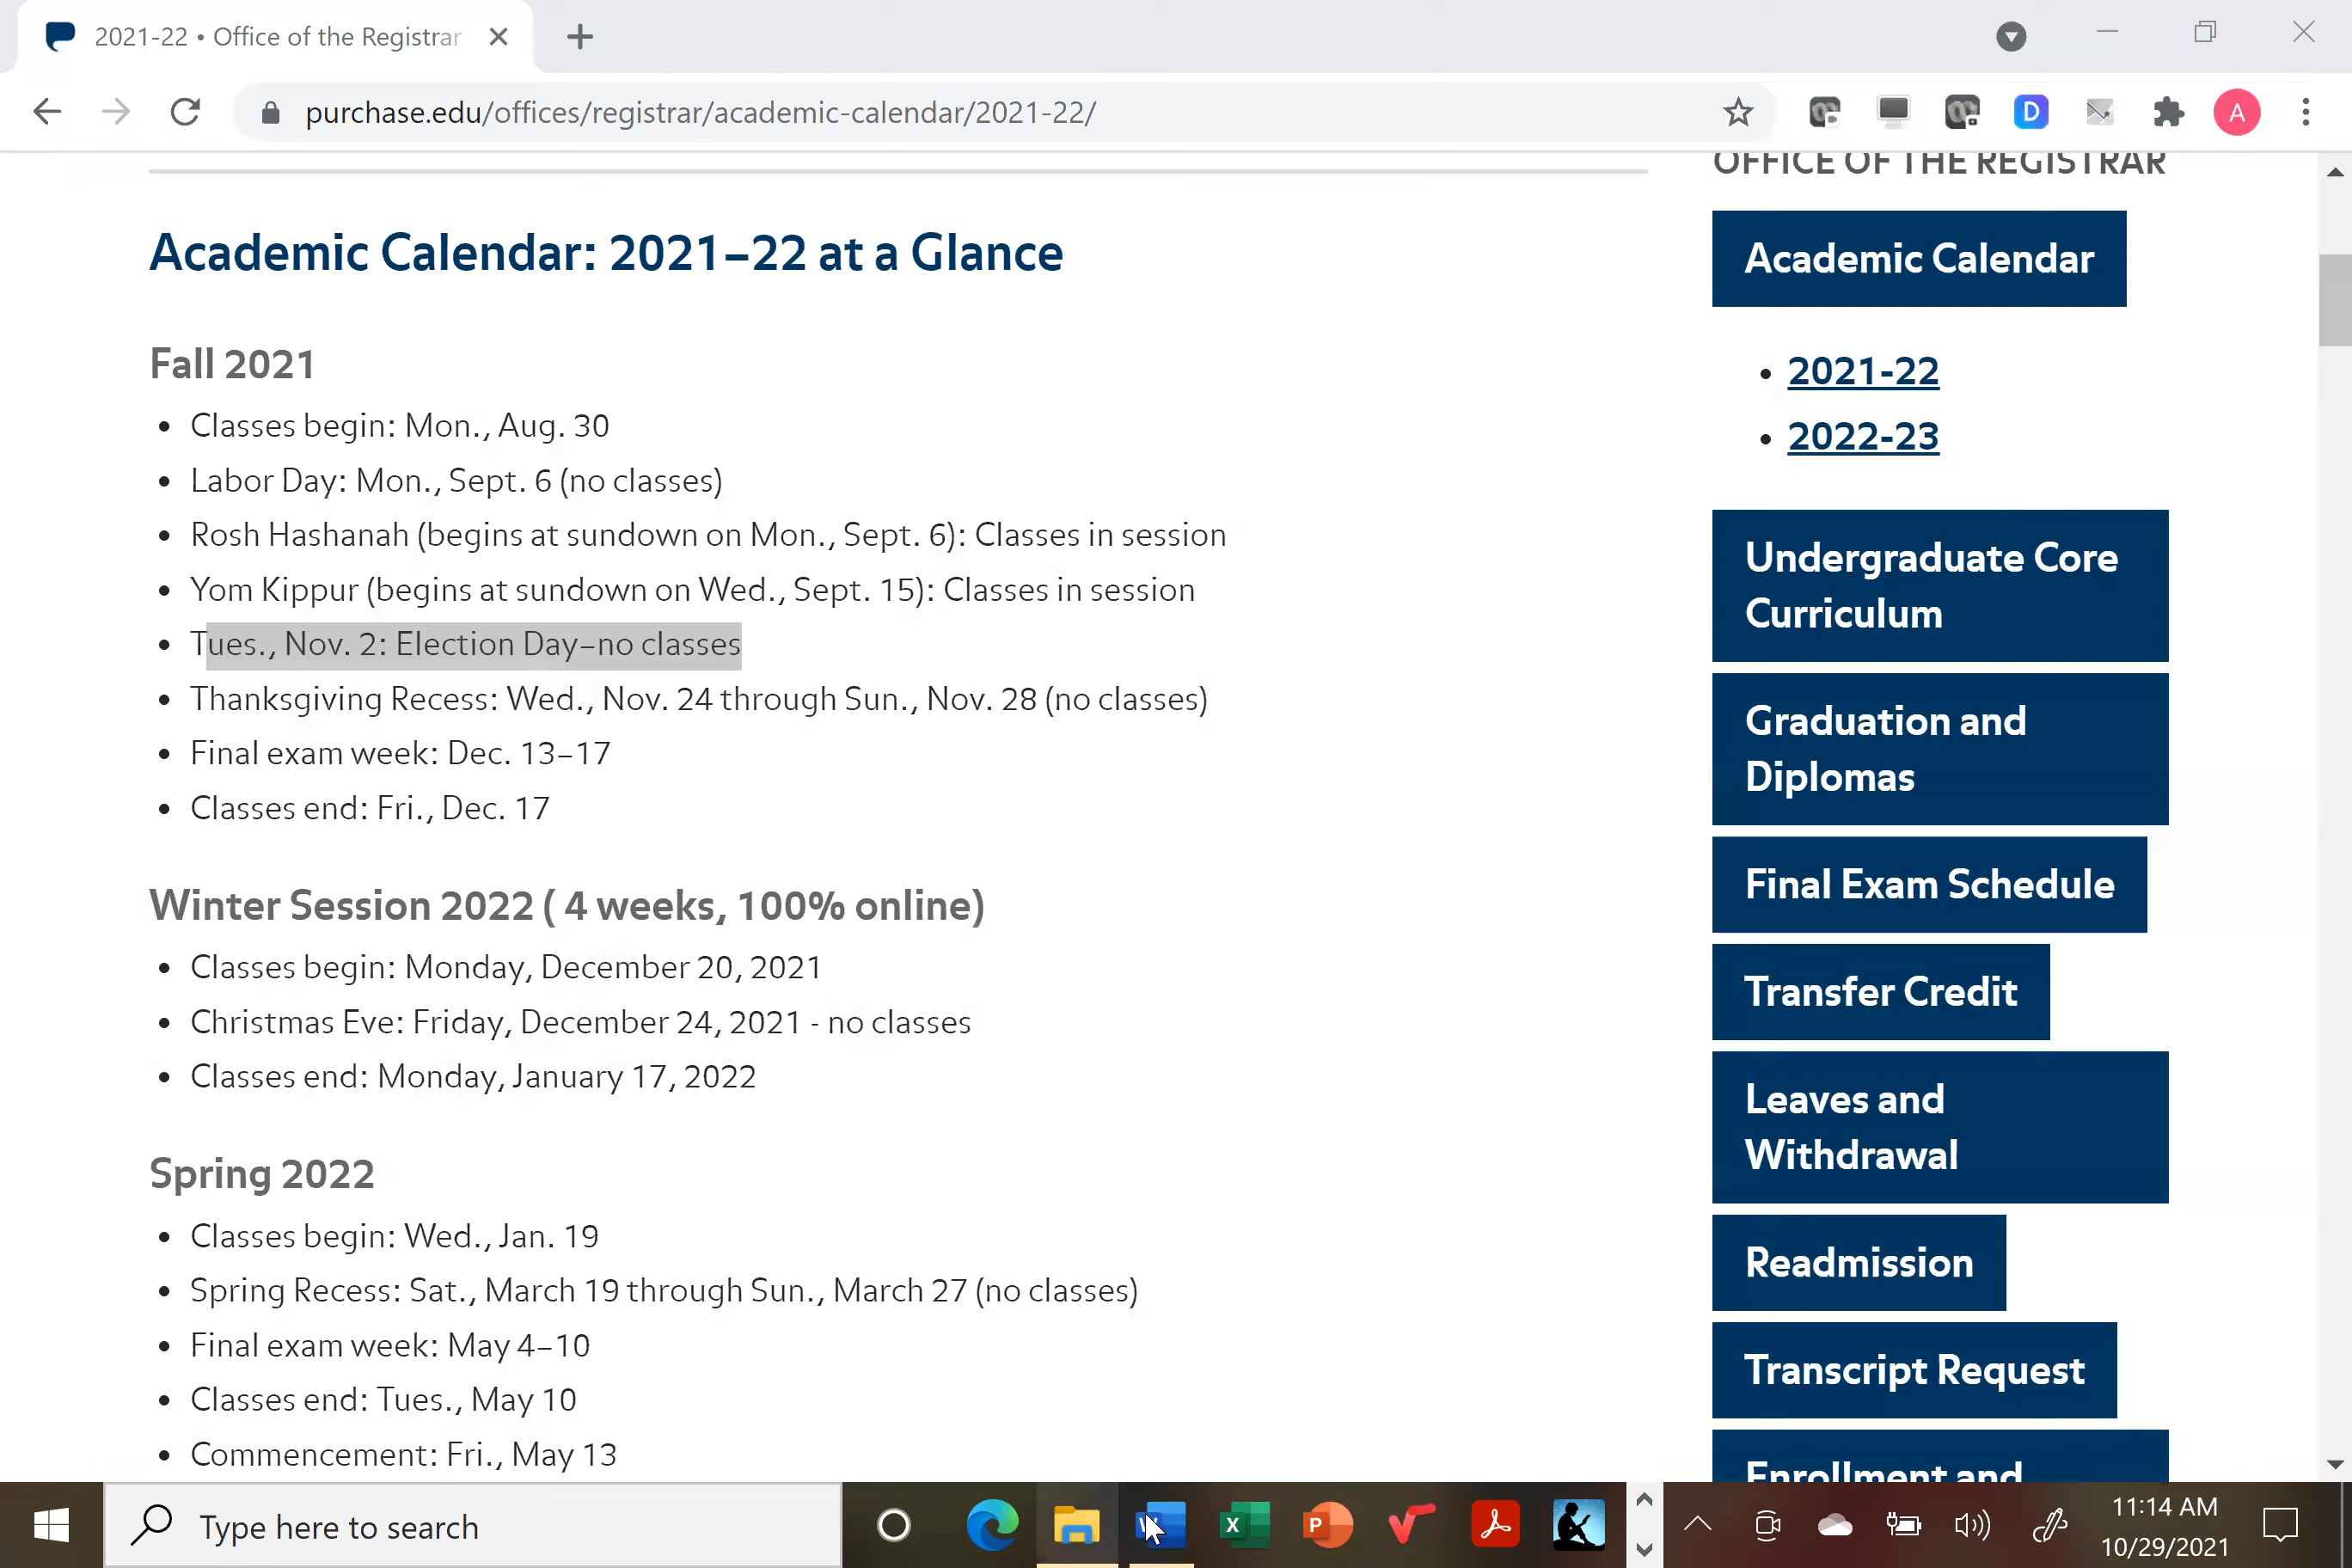 2021-22 • Office of the Registrar
purchase.edu/offices/registrar/academic-calendar/2021-22/
D
A
OFFICE OF THE REGISTRAR
Academic Calendar: 2021–22 at a Glance
Fall 2021
• Classes begin: Mon., Aug. 30
• Labor Day: Mon., Sept. 6 (no classes)
• Rosh Hashanah (begins at sundown on Mon., Sept. 6): Classes in session
• Yom Kippur (begins at sundown on Wed., Sept. 15): Classes in session
• Tues., Nov. 2: Election Day–no classes
• Thanksgiving Recess: Wed., Nov. 24 through Sun., Nov. 28 (no classes)
• Final exam week: Dec. 13–17
• Classes end: Fri., Dec. 17
Winter Session 2022 ( 4 weeks, 100% online)
• Classes begin: Monday, December 20, 2021
• Christmas Eve: Friday, December 24, 2021 - no classes
• Classes end: Monday, January 17, 2022
Spring 2022
• Classes begin: Wed., Jan. 19
• Spring Recess: Sat., March 19 through Sun., March 27 (no classes)
• Final exam week: May 4–10
• Classes end: Tues., May 10
• Commencement: Fri., May 13
Academic Calendar
• 2021-22
• 2022-23
Undergraduate Core
Curriculum
Graduation and
Diplomas
Final Exam Schedule
Transfer Credit
Leaves and
Withdrawal
Readmission
Transcript Request
Enrollment and
Type here to search
W
X
P
11:14 AM
10/29/2021